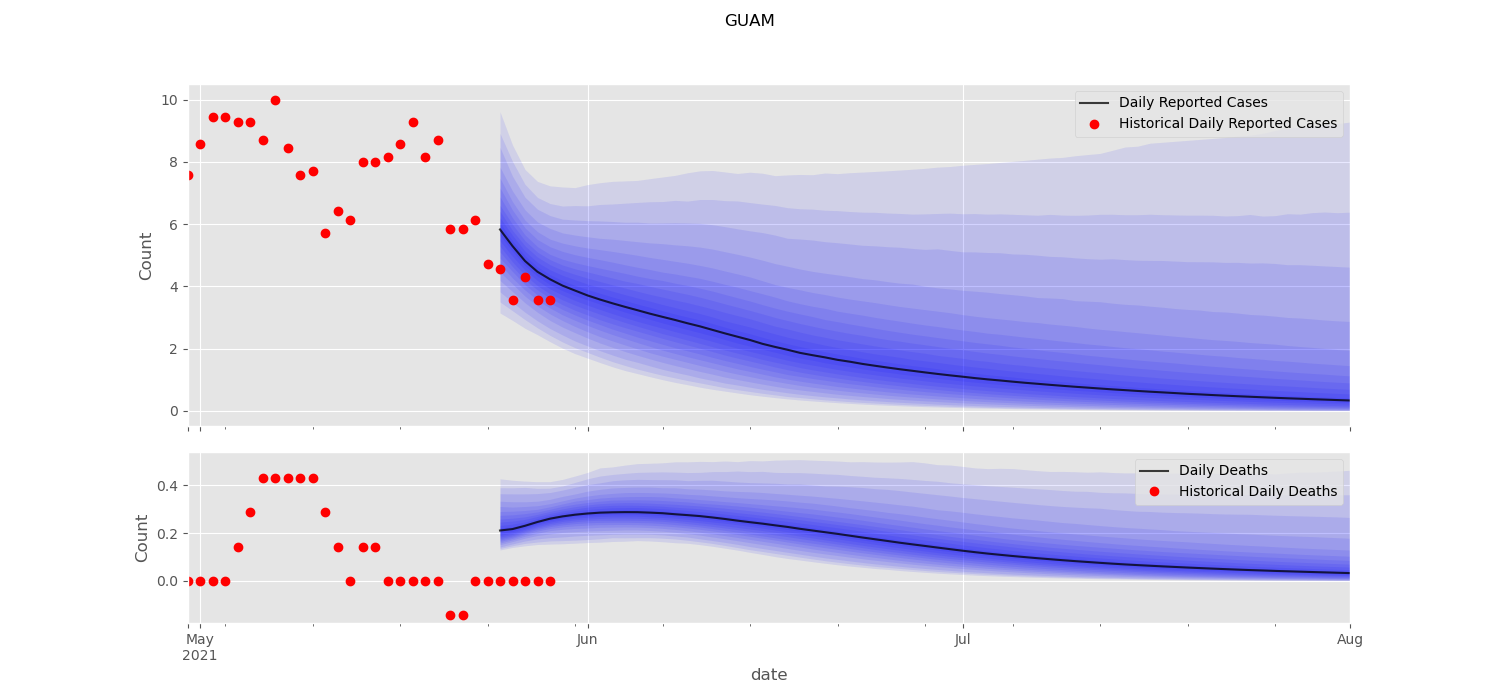 GUAM
10
8
6
4
2
0
Count
Daily Reported Cases
Historical Daily Reported Cases
0.4
0.2
0.0
Count
Daily Deaths
Historical Daily Deaths
May Jun Jul Aug
2021
date